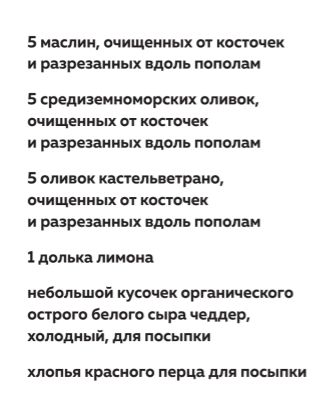 5 маслин, очищенных от косточек
и разрезанных вдоль пополам
5 средиземноморских оливок,
очищенных от косточек
и разрезанных вдоль пополам
5 оливок кастельветрано,
очищенных от косточек
и разрезанных вдоль пополам
1 долька лимона
небольшой кусочек органического
острого белого сыра чеддер,
холодный, для посыпки
хлопья красного перца для посыпки